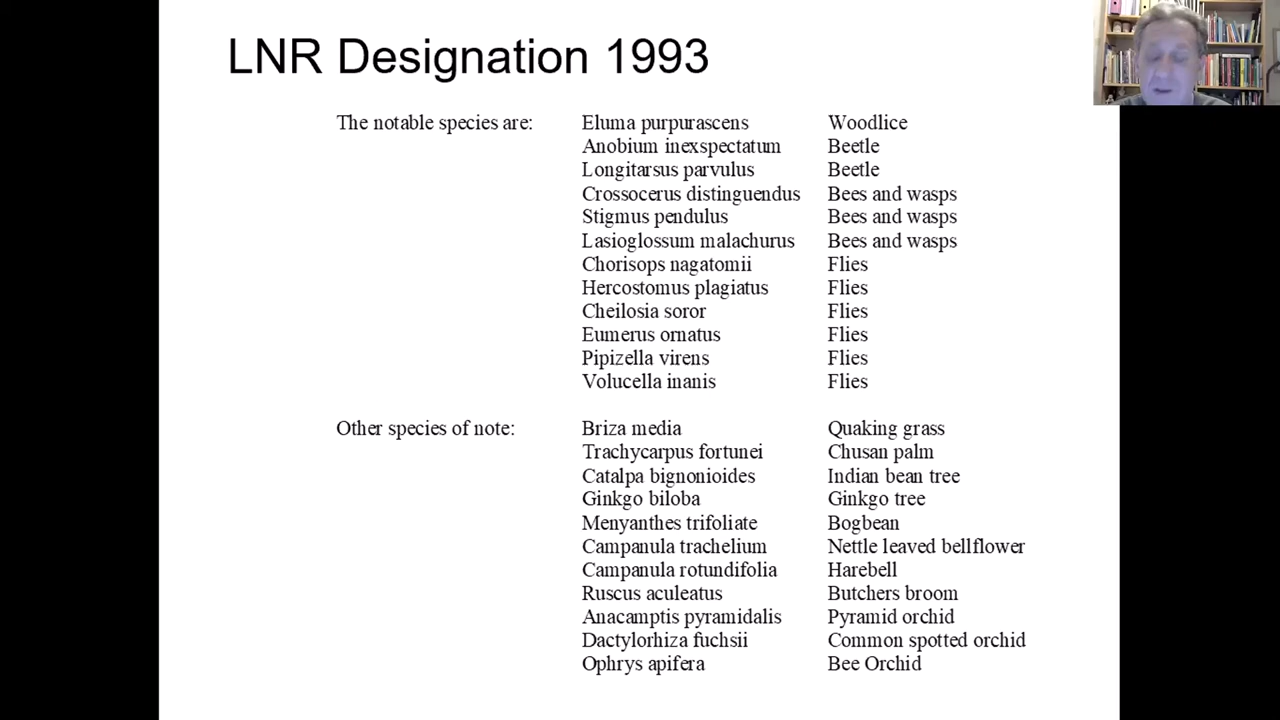 LNR Designation 1993
The notable species are: Eluma purpurascens Woodlice
Anobium inexspectatum Beetle
Longitarsus parvulus Beetle
Crossocerus distinguendus Bees and wasps
Stigmus pendulus Bees and wasps
Lasioglossum malachurus Bees and wasps
Chorisops nagatomii Flies
Hercostomus plagiatus Flies
Cheilosia soror Flies
Eumerus ornatus Flies
Pipizella virens Flies
Volucella inanis Flies
Other species of note: Briza media Quaking grass
Trachycarpus fortunei Chusan palm
Catalpa bignonioides Indian bean tree
Ginkgo biloba Ginkgo tree
Menyanthes trifoliate Bogbean
Campanula trachelium Nettle leaved bellflower
Campanula rotundifolia Harebell
Ruscus aculeatus Butchers broom
Anacamptis pyramidalis Pyramid orchid
Dactylorhiza fuchsii Common spotted orchid
Ophrys apifera Bee Orchid